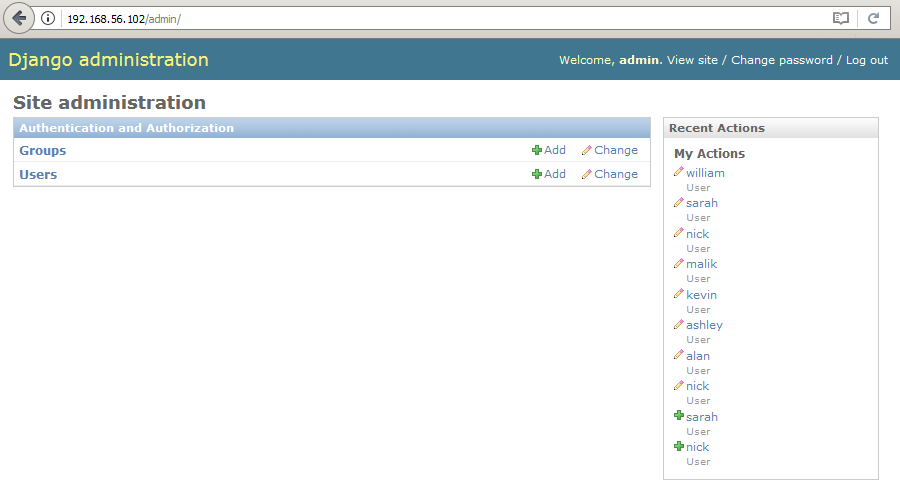 192.168.56.102/admin/
Django administration
Welcome, admin. View site / Change password / Log out
Site administration
Authentication and Authorization
Groups Add Change
Users Add Change
Recent Actions
My Actions
william
User
sarah
User
nick
User
malik
User
kevin
User
ashley
User
alan
User
nick
User
sarah
User
nick
User